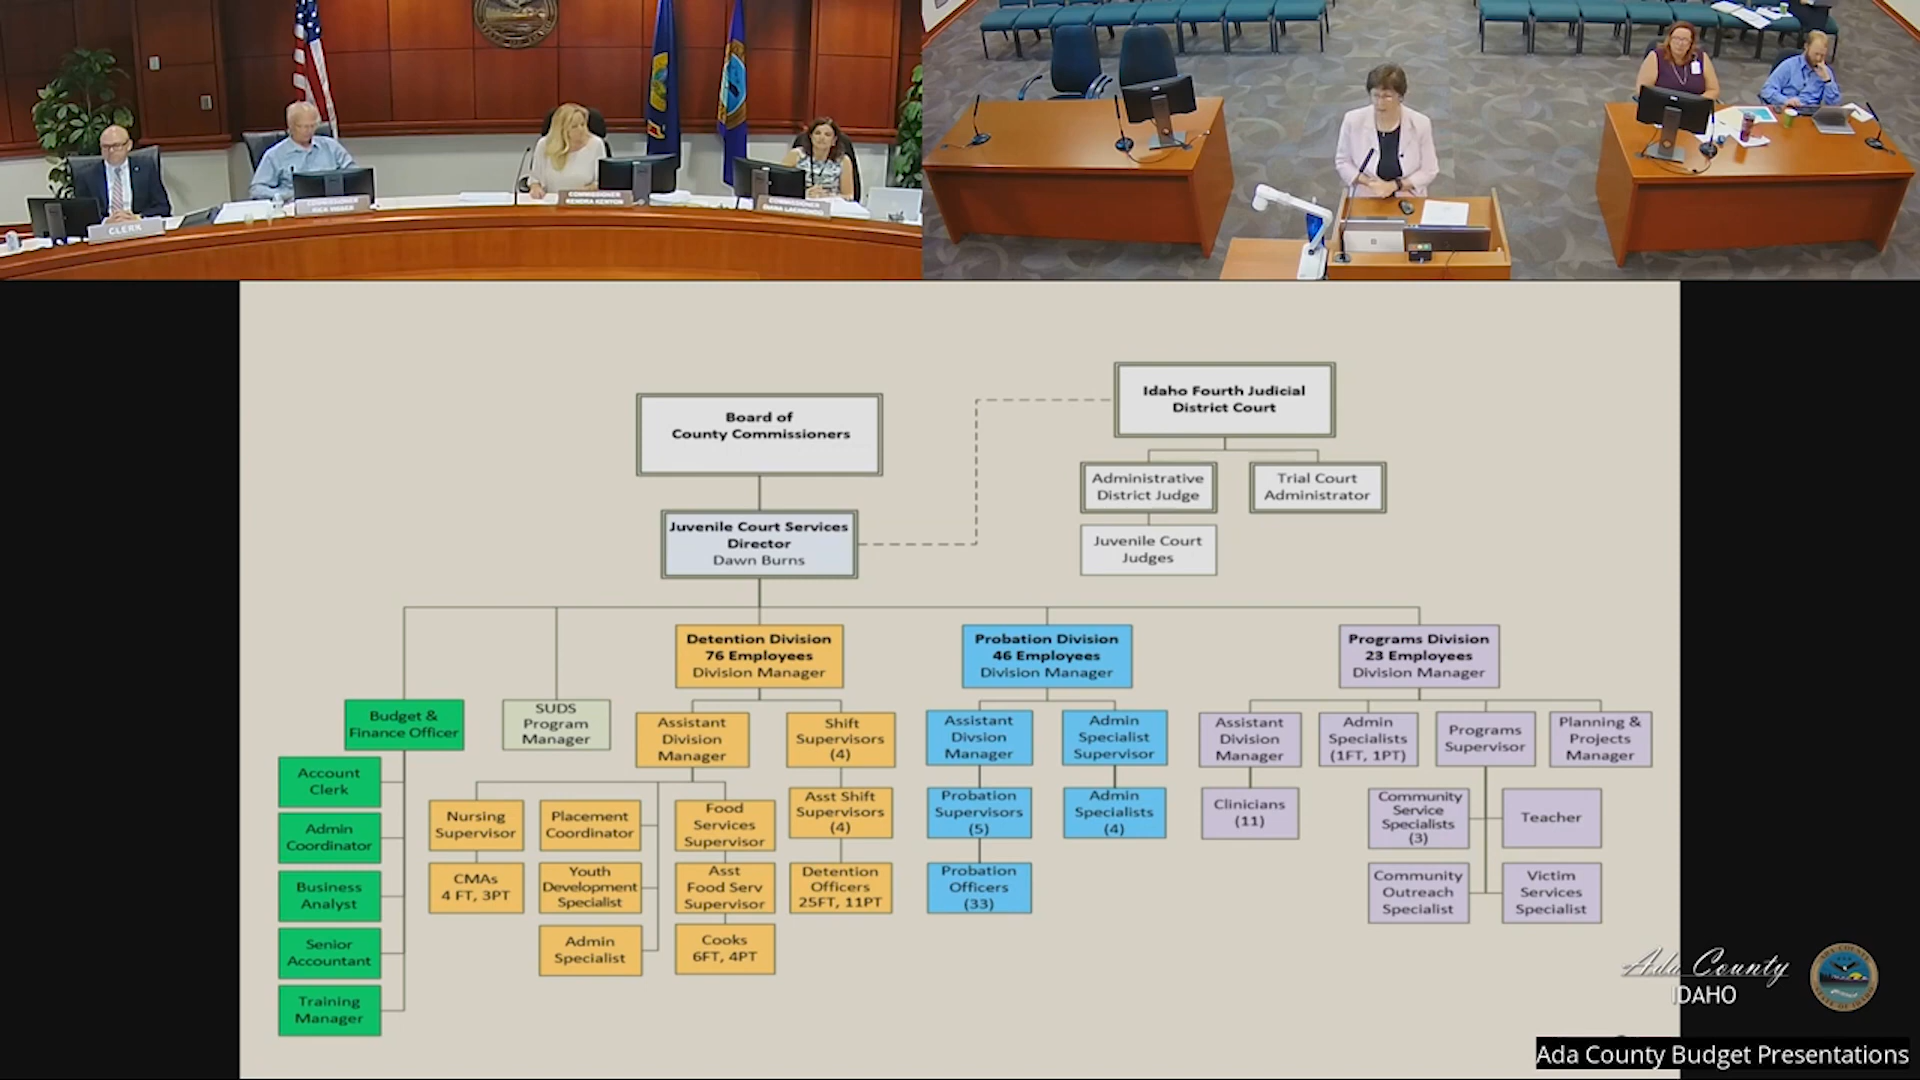 CLERK
COMMISSIONER
KENDRA KENYON
COMMISSIONER
Board of
County Commissioners
Idaho Fourth Judicial
District Court
Administrative
District Judge
Trial Court
Administrator
Juvenile Court
Judges
Juvenile Court Services
Director
Dawn Burns
Detention Division
76 Employees
Division Manager
Probation Division
46 Employees
Division Manager
Programs Division
23 Employees
Division Manager
Budget &
Finance Officer
Account
Clerk
Admin
Coordinator
Business
Analyst
Senior
Accountant
Training
Manager
SUDS
Program
Manager
Assistant
Division
Manager
Nursing
Supervisor
CMAs
4 FT, 3PT
Placement
Coordinator
Youth
Development
Specialist
Admin
Specialist
Food
Services
Supervisor
Asst
Food Serv
Supervisor
Cooks
6FT, 4PT
Shift
Supervisors
(4)
Asst Shift
Supervisors
(4)
Detention
Officers
25FT, 11PT
Assistant
Divsion
Manager
Probation
Supervisors
(5)
Probation
Officers
(33)
Admin
Specialist
Supervisor
Admin
Specialists
(4)
Assistant
Division
Manager
Clinicians
(11)
Admin
Specialists
(1FT, 1PT)
Programs
Supervisor
Community
Service
Specialists
(3)
Teacher
Community
Outreach
Specialist
Victim
Services
Specialist
Planning &
Projects
Manager
Ada County
IDAHO
Ada County Budget Presentations